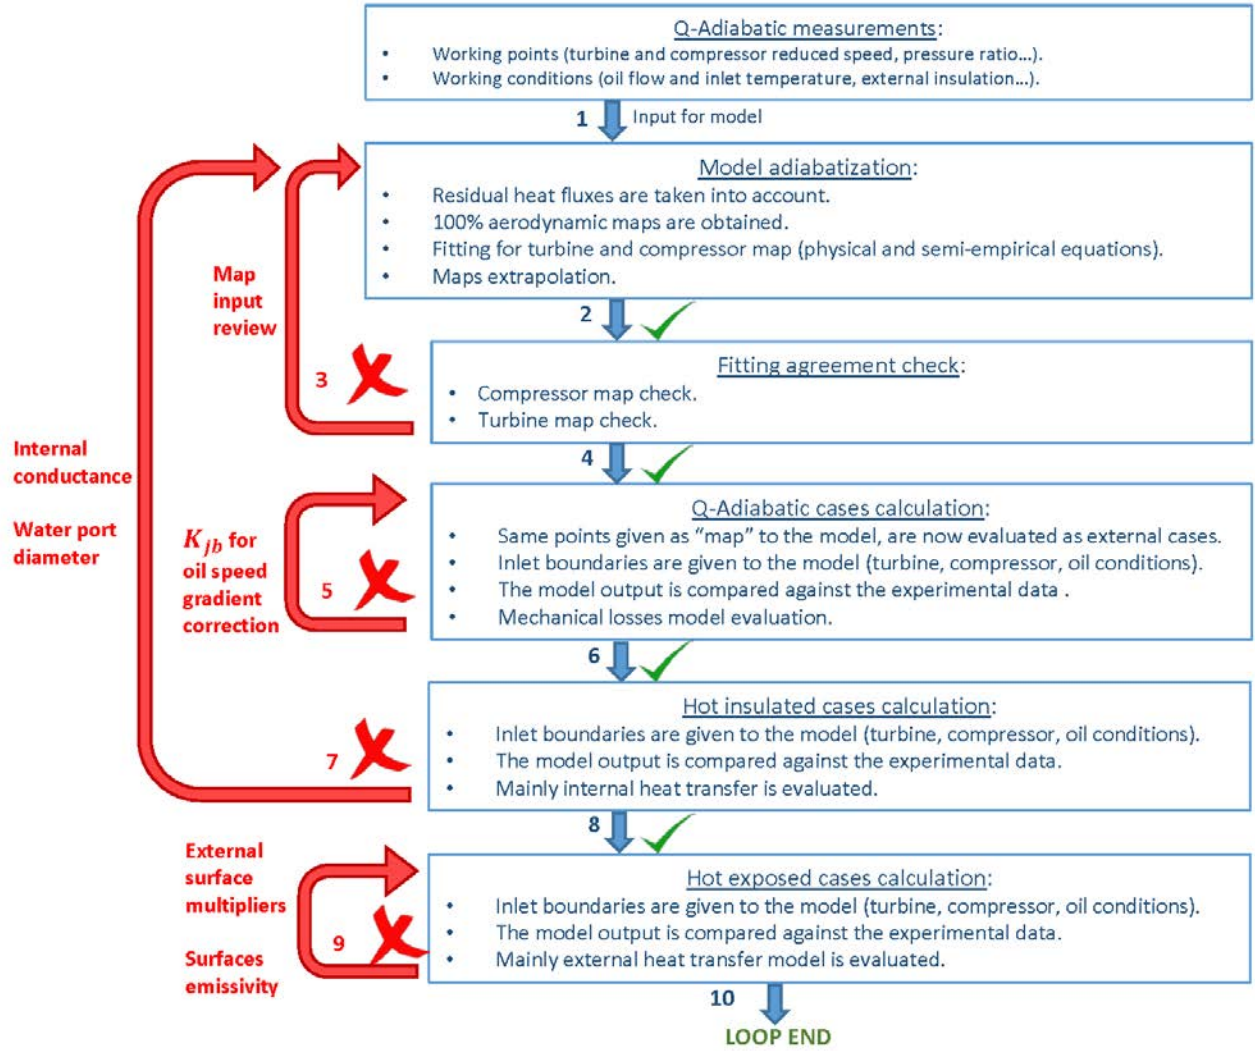 Q-Adiabatic measurements:
• Working points (turbine and compressor reduced speed, pressure ratio...).
• Working conditions (oil flow and inlet temperature, external insulation...).
1 Input for model
Model adiabatization:
• Residual heat fluxes are taken into account.
• 100% aerodynamic maps are obtained.
• Fitting for turbine and compressor map (physical and semi-empirical equations).
• Maps extrapolation.
Map
input
review
2
3
Fitting agreement check:
• Compressor map check.
• Turbine map check.
4
Internal
conductance
Water port
diameter
K_{jb} for
oil speed
gradient
correction
5
Q-Adiabatic cases calculation:
• Same points given as “map” to the model, are now evaluated as external cases.
• Inlet boundaries are given to the model (turbine, compressor, oil conditions).
• The model output is compared against the experimental data .
• Mechanical losses model evaluation.
6
7
Hot insulated cases calculation:
• Inlet boundaries are given to the model (turbine, compressor, oil conditions).
• The model output is compared against the experimental data.
• Mainly internal heat transfer is evaluated.
8
External
surface
multipliers
Surfaces
emissivity
9
Hot exposed cases calculation:
• Inlet boundaries are given to the model (turbine, compressor, oil conditions).
• The model output is compared against the experimental data.
• Mainly external heat transfer model is evaluated.
10
LOOP END